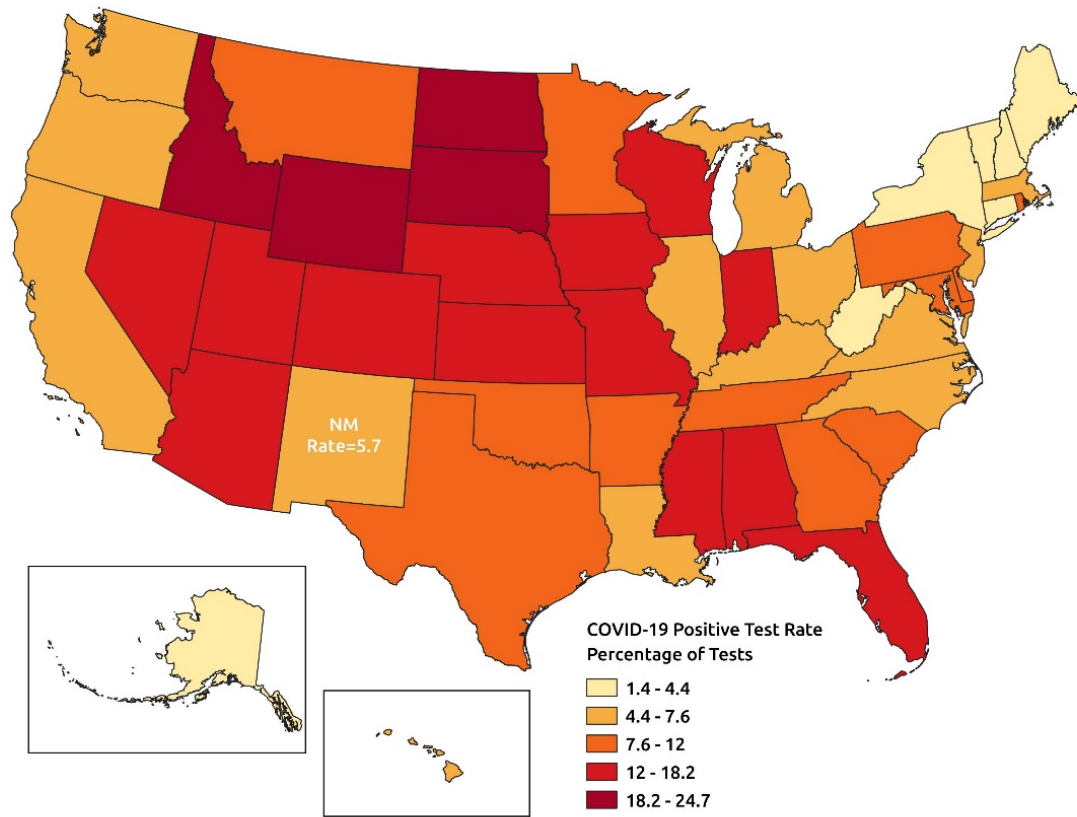 NM
Rate=5.7
COVID-19 Positive Test Rate
Percentage of Tests
1.4 - 4.4
4.4 - 7.6
7.6 - 12
12 - 18.2
18.2 - 24.7